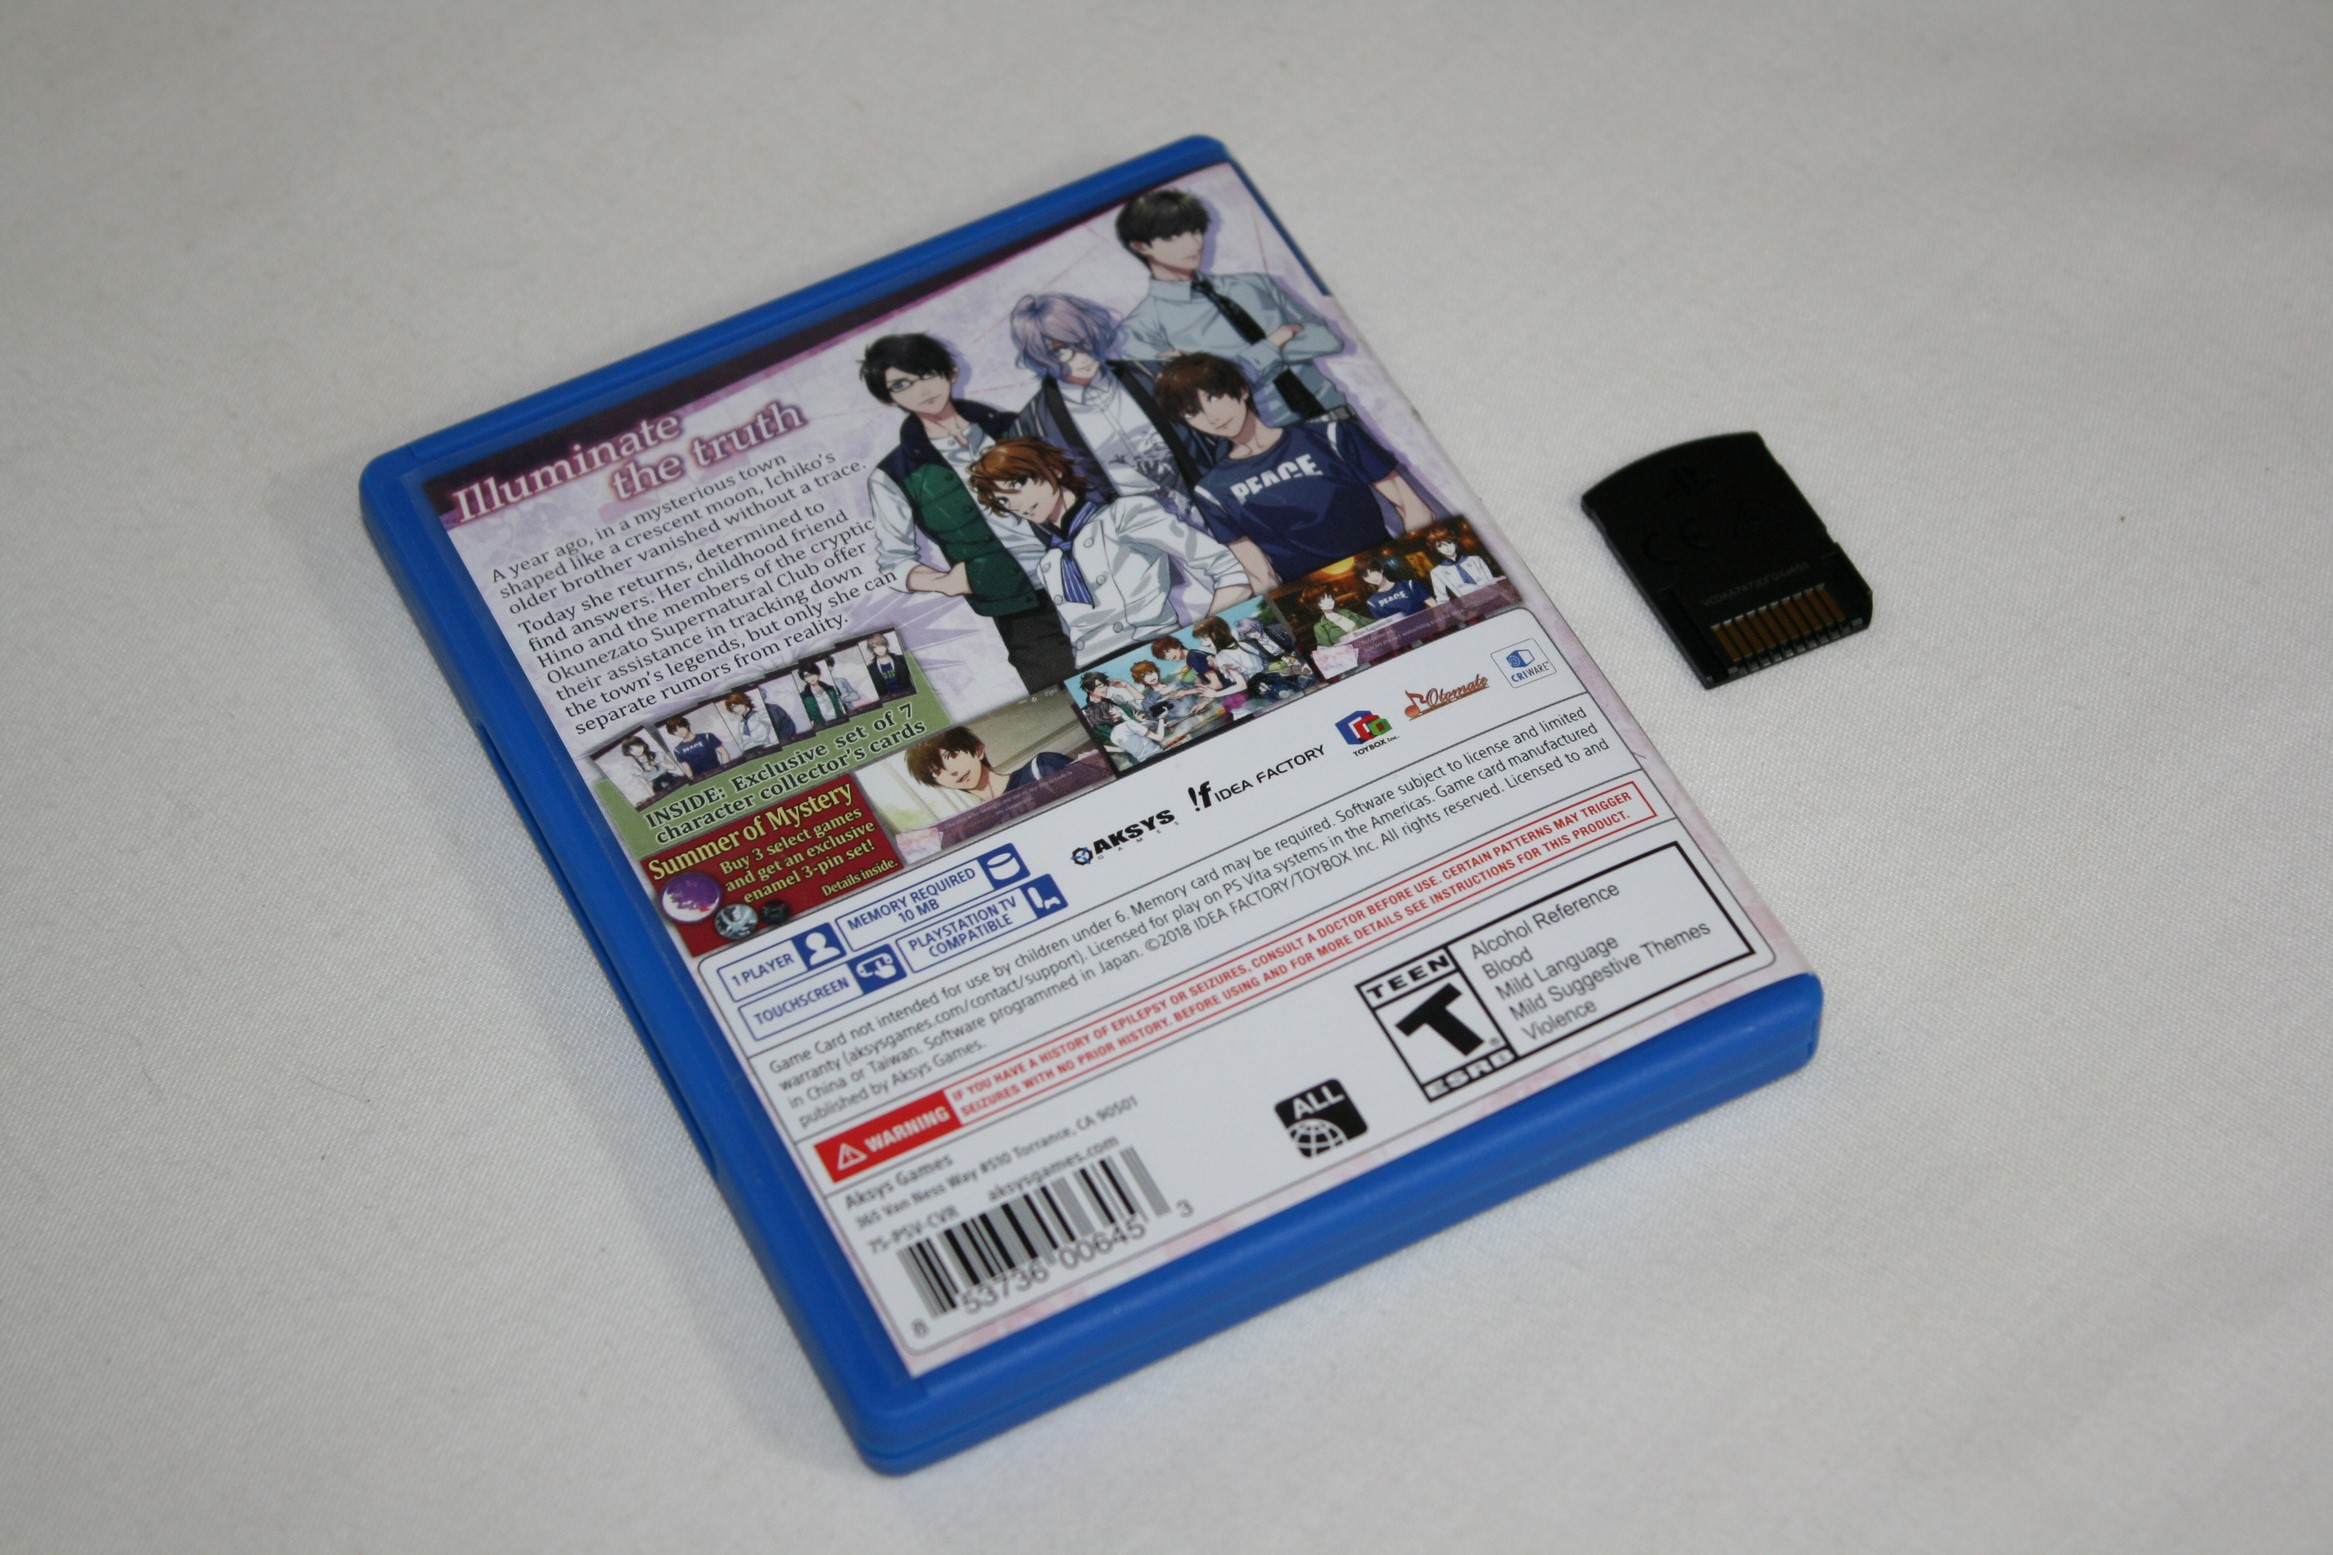 Illuminate
the truth
A year ago, in a mysterious town
shaped like a crescent moon, Ichiko's
older brother vanished without a trace.
Today she returns, determined to
find answers. Her childhood friend
Hino and the members of the cryptic
Okunezato Supernatural Club offer
their assistance in tracking down
the town's legends, but only she can
separate rumors from reality.
PEACE
INSIDE: Exclusive set of 7
character collector's cards
Summer of Mystery
Buy 3 select games
and get an exclusive
enamel 3-pin set!
Details inside.
AKSYS
GAMES
IDEA FACTORY
TOYBOX Inc.
Otomate
CRIWARE
1 PLAYER
MEMORY REQUIRED
10 MB
TOUCHSCREEN
PLAYSTATION TV
COMPATIBLE
Game Card not intended for use by children under 6. Memory card may be required. Software subject to license and limited
warranty (aksysgames.com/contact/support). Licensed for play on PS Vita systems in the Americas. Game card manufactured
in China or Taiwan. Software programmed in Japan. ©2018 IDEA FACTORY/TOYBOX Inc. All rights reserved. Licensed to and
published by Aksys Games.
WARNING
IF YOU HAVE A HISTORY OF EPILEPSY OR SEIZURES, CONSULT A DOCTOR BEFORE USE. CERTAIN PATTERNS MAY TRIGGER
SEIZURES WITH NO PRIOR HISTORY. BEFORE USING AND FOR MORE DETAILS SEE INSTRUCTIONS FOR THIS PRODUCT.
Aksys Games
365 Van Ness Way #510 Torrance, CA 90501
aksysgames.com
75-PSV-CVR
8 53736 00645 3
ALL
TEEN
T
ESRB
Alcohol Reference
Blood
Mild Language
Mild Suggestive Themes
Violence
CE